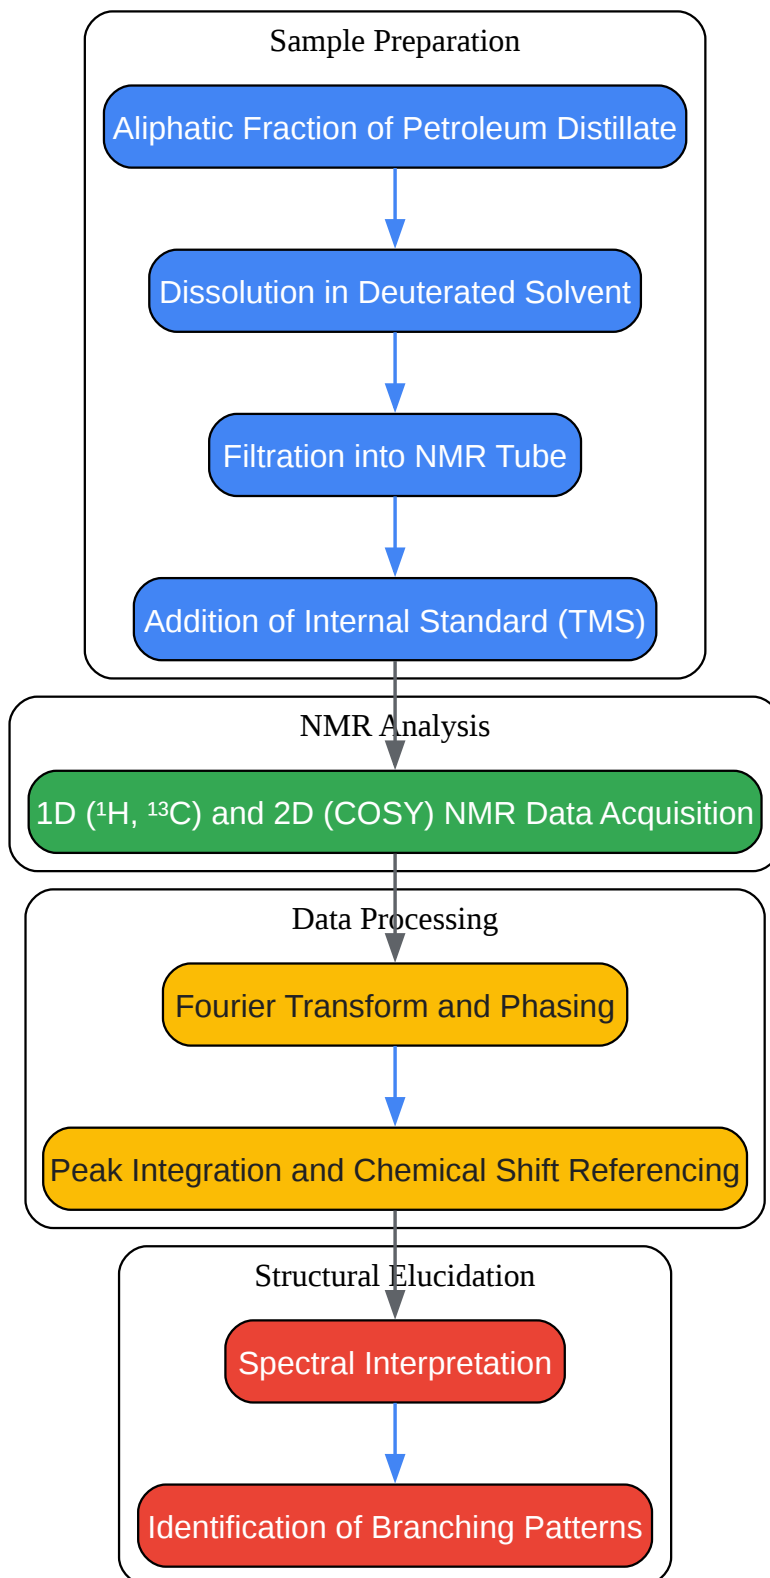 Sample Preparation
Aliphatic Fraction of Petroleum Distillate
Dissolution in Deuterated Solvent
Filtration into NMR Tube
Addition of Internal Standard (TMS)
NMR Analysis
1D (¹H, ¹³C) and 2D (COSY) NMR Data Acquisition
Data Processing
Fourier Transform and Phasing
Peak Integration and Chemical Shift Referencing
Structural Elucidation
Spectral Interpretation
Identification of Branching Patterns